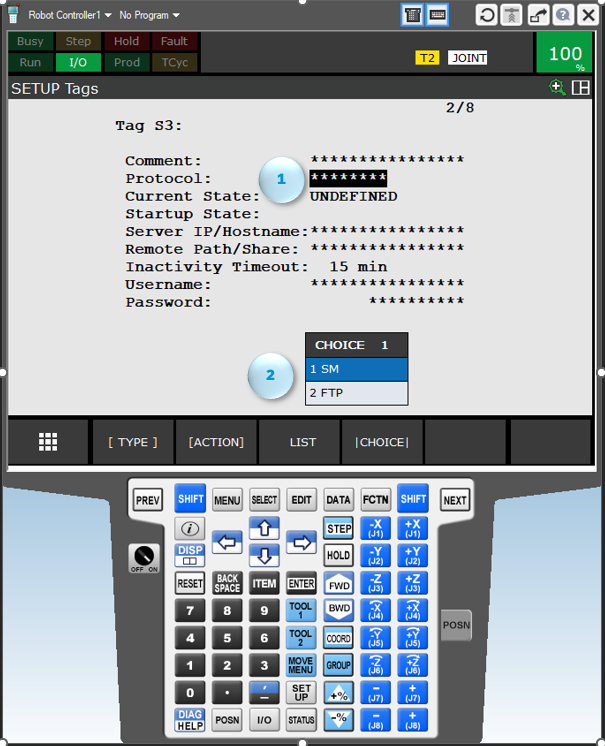 Robot Controller1 No Program
Busy Step Hold Fault
Run I/O Prod TCyc
T2 JOINT
100
%
SETUP Tags
2/8
Tag S3:
Comment: ****************
Protocol: ********
1
Current State: UNDEFINED
Startup State:
Server IP/Hostname:****************
Remote Path/Share: ****************
Inactivity Timeout: 15 min
Username: ****************
Password: **********
CHOICE 1
2
1 SM
2 FTP
[ TYPE ] [ACTION] LIST |CHOICE|
PREV SHIFT MENU SELECT EDIT DATA FCTN SHIFT NEXT
i STEP -X (J1) +X (J1)
DISP HOLD -Y (J2) +Y (J2)
OFF ON
RESET BACK SPACE ITEM ENTER FWD -Z (J3) +Z (J3)
7 8 9 TOOL 1 BWD -X (J4) +X (J4)
POSN
4 5 6 TOOL 2 COORD -Y (J5) +Y (J5)
1 2 3 MOVE MENU GROUP -Z (J6) +Z (J6)
0 . , — SET UP +% - (J7) + (J7)
DIAG HELP POSN I/O STATUS -% - (J8) + (J8)